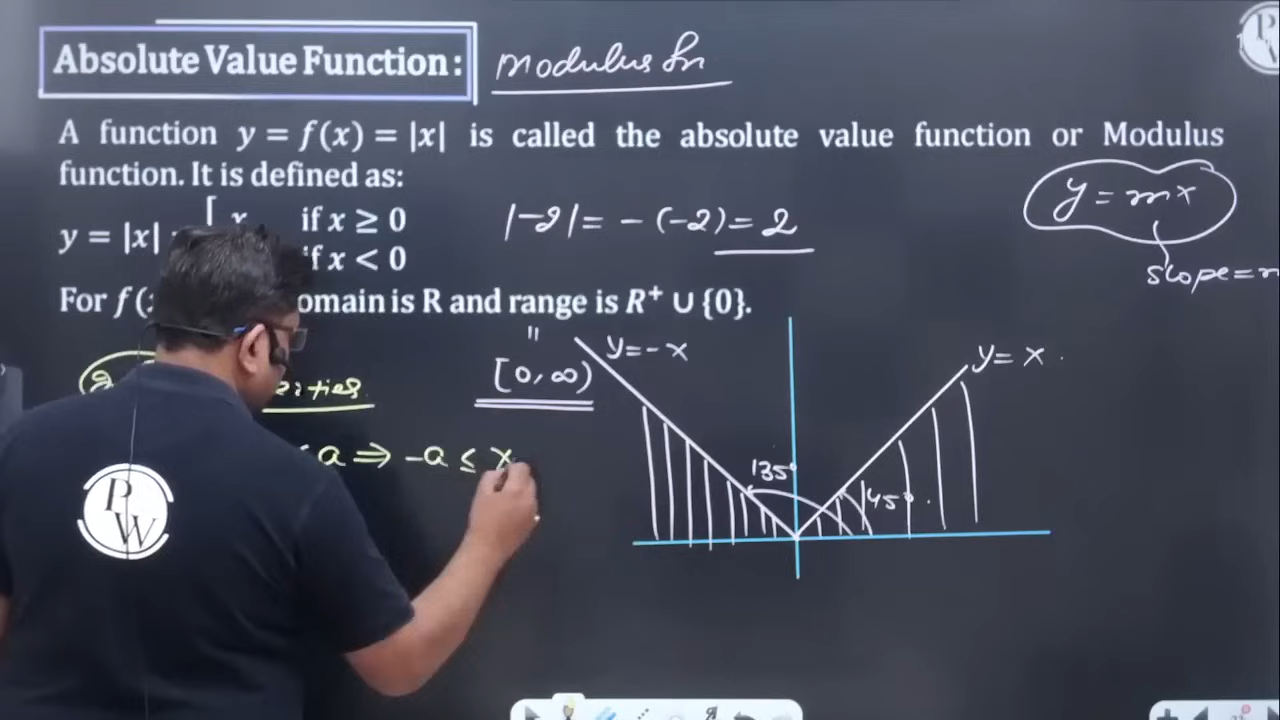 Absolute Value Function : modulus fn
A function y = f(x) = |x| is called the absolute value function or Modulus
function. It is defined as:
y = mx
slope = m
y = |x| x if x ≥ 0
if x < 0
|-2| = -(-2) = 2
For f( omain is R and range is R⁺ ∪ {0}.
"
[0, ∞)
y = -x
y = x
a ⇒ -a ≤ x
135°
45°
P
W
P